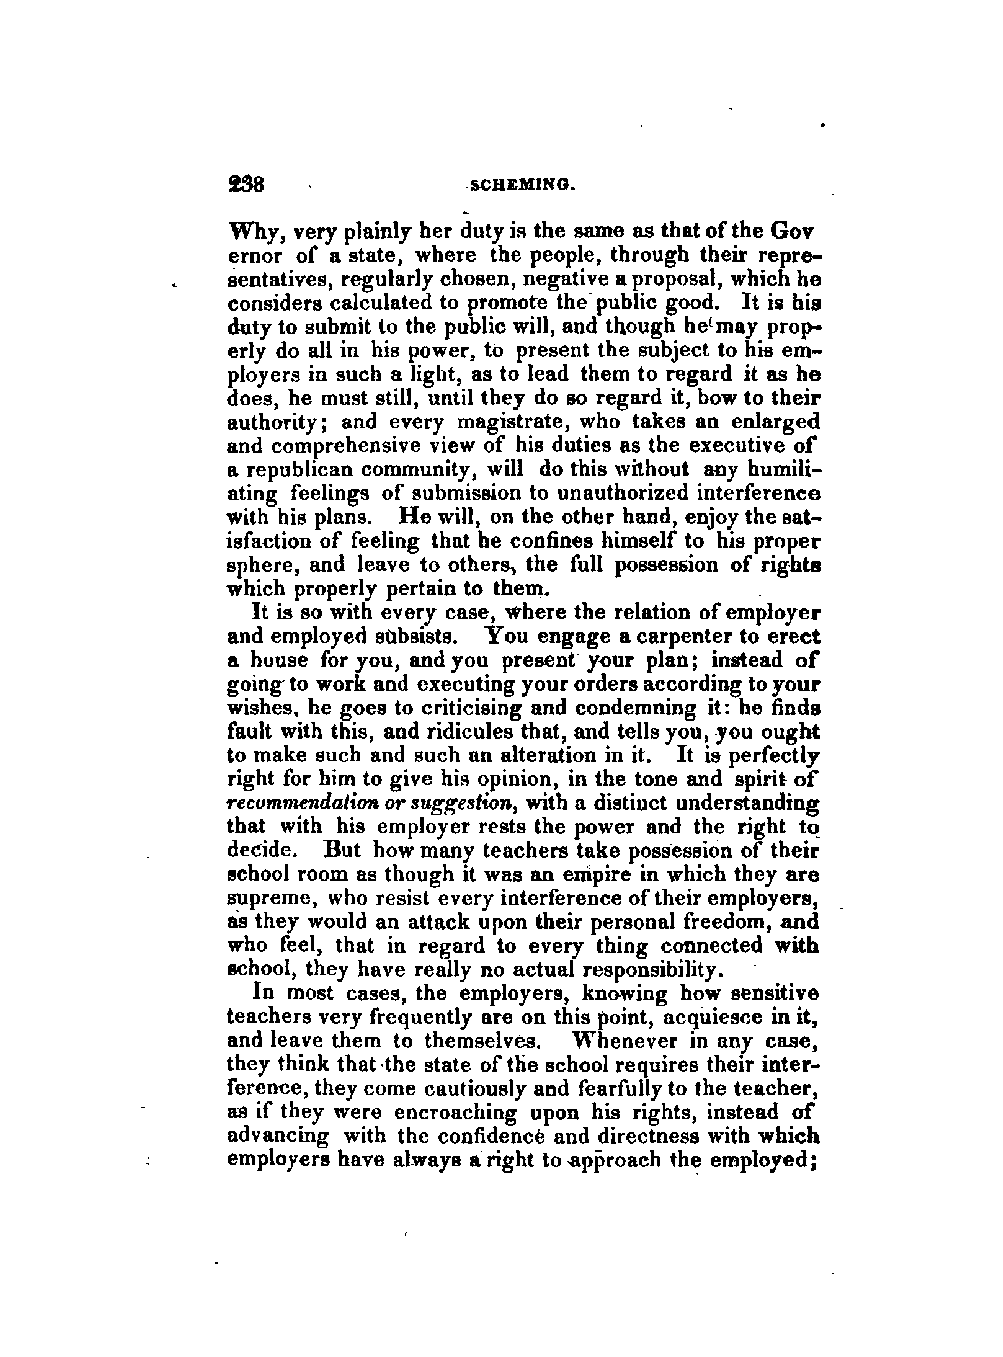 238 SCHEMING.
Why, very plainly her duty is the same as that of the Gov
ernor of a state, where the people, through their repre-
sentatives, regularly chosen, negative a proposal, which he
considers calculated to promote the public good. It is his
duty to submit to the public will, and though he may prop-
erly do all in his power, to present the subject to his em-
ployers in such a light, as to lead them to regard it as he
does, he must still, until they do so regard it, bow to their
authority; and every magistrate, who takes an enlarged
and comprehensive view of his duties as the executive of
a republican community, will do this without any humili-
ating feelings of submission to unauthorized interference
with his plans. He will, on the other hand, enjoy the sat-
isfaction of feeling that he confines himself to his proper
sphere, and leave to others, the full possession of rights
which properly pertain to them.
It is so with every case, where the relation of employer
and employed subsists. You engage a carpenter to erect
a house for you, and you present your plan; instead of
going to work and executing your orders according to your
wishes, he goes to criticising and condemning it: he finds
fault with this, and ridicules that, and tells you, you ought
to make such and such an alteration in it. It is perfectly
right for him to give his opinion, in the tone and spirit of
recommendation or suggestion, with a distinct understanding
that with his employer rests the power and the right to
decide. But how many teachers take possession of their
school room as though it was an empire in which they are
supreme, who resist every interference of their employers,
as they would an attack upon their personal freedom, and
who feel, that in regard to every thing connected with
school, they have really no actual responsibility.
In most cases, the employers, knowing how sensitive
teachers very frequently are on this point, acquiesce in it,
and leave them to themselves. Whenever in any case,
they think that the state of the school requires their inter-
ference, they come cautiously and fearfully to the teacher,
as if they were encroaching upon his rights, instead of
advancing with the confidence and directness with which
employers have always a right to approach the employed;